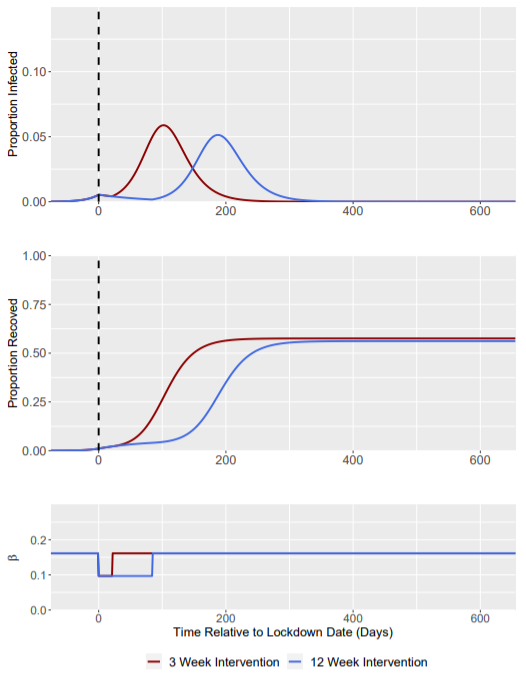 Proportion Infected
0.10
0.05
0.00
0 200 400 600
Proportion Recoved
1.00
0.75
0.50
0.25
0.00
0 200 400 600
β
0.2
0.1
0.0
0 200 400 600
Time Relative to Lockdown Date (Days)
3 Week Intervention 12 Week Intervention